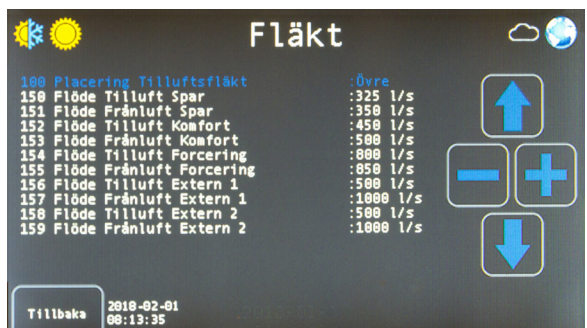 Fläkt
100 Placering Tilluftsfläkt :Övre
150 Flöde Tilluft Spar :325 l/s
151 Flöde Frånluft Spar :350 l/s
152 Flöde Tilluft Komfort :450 l/s
153 Flöde Frånluft Komfort :500 l/s
154 Flöde Tilluft Forcering :800 l/s
155 Flöde Frånluft Forcering :850 l/s
156 Flöde Tilluft Extern 1 :500 l/s
157 Flöde Frånluft Extern 1 :1000 l/s
158 Flöde Tilluft Extern 2 :500 l/s
159 Flöde Frånluft Extern 2 :1000 l/s
Tillbaka
2018-02-01
08:13:35